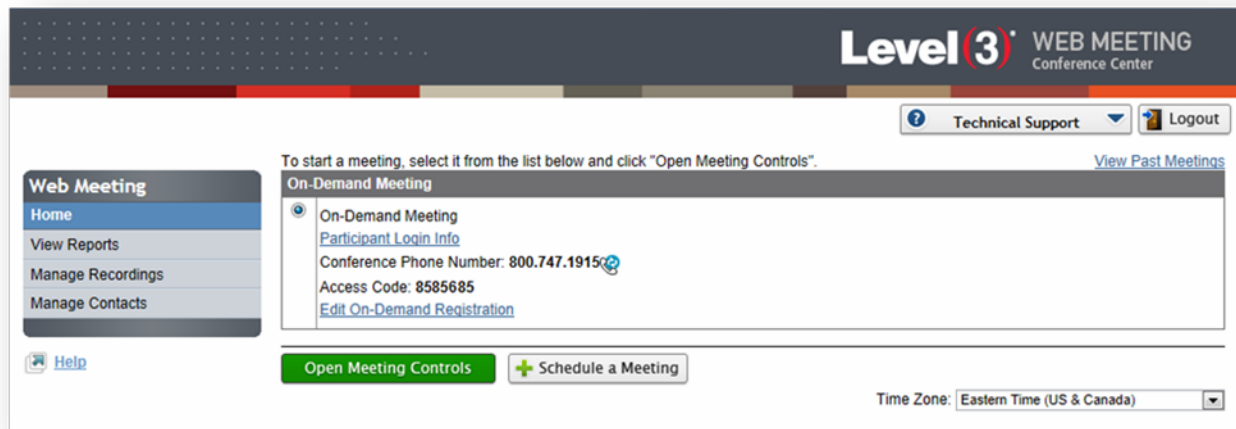 Level(3) WEB MEETING
Conference Center
Technical Support
Logout
To start a meeting, select it from the list below and click "Open Meeting Controls".
View Past Meetings
Web Meeting
Home
View Reports
Manage Recordings
Manage Contacts
Help
On-Demand Meeting
On-Demand Meeting
Participant Login Info
Conference Phone Number: 800.747.1915
Access Code: 8585685
Edit On-Demand Registration
Open Meeting Controls
Schedule a Meeting
Time Zone: Eastern Time (US & Canada)